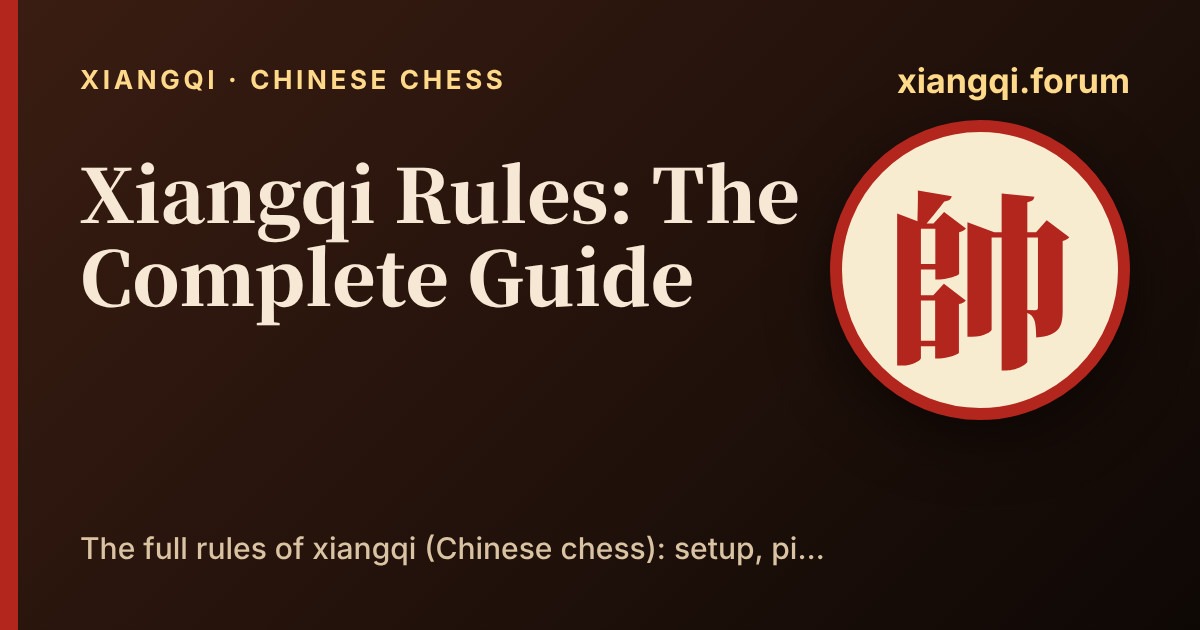 XIANGQI · CHINESE CHESS
xiangqi.forum
Xiangqi Rules: The
Complete Guide
帥
The full rules of xiangqi (Chinese chess): setup, pi...